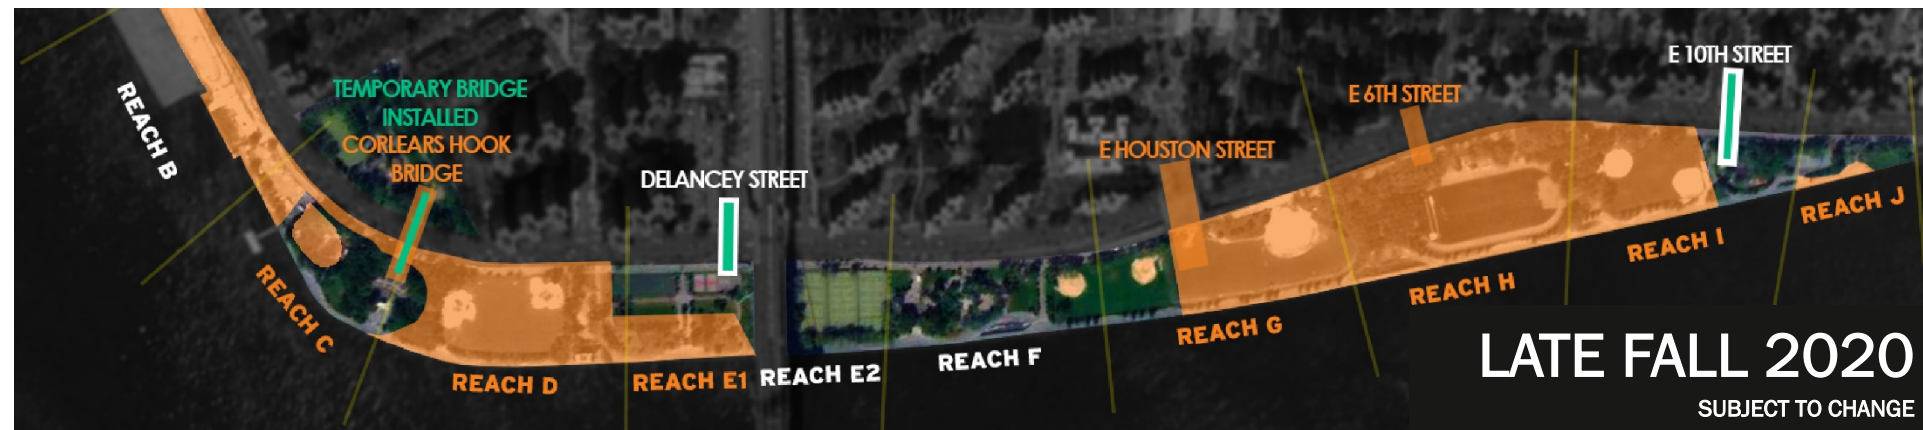 E 10TH STREET
TEMPORARY BRIDGE
INSTALLED
CORLEARS HOOK
BRIDGE
E 6TH STREET
E HOUSTON STREET
DELANCEY STREET
REACH B
REACH C
REACH D
REACH E1
REACH E2
REACH F
REACH G
REACH H
REACH I
REACH J
LATE FALL 2020
SUBJECT TO CHANGE